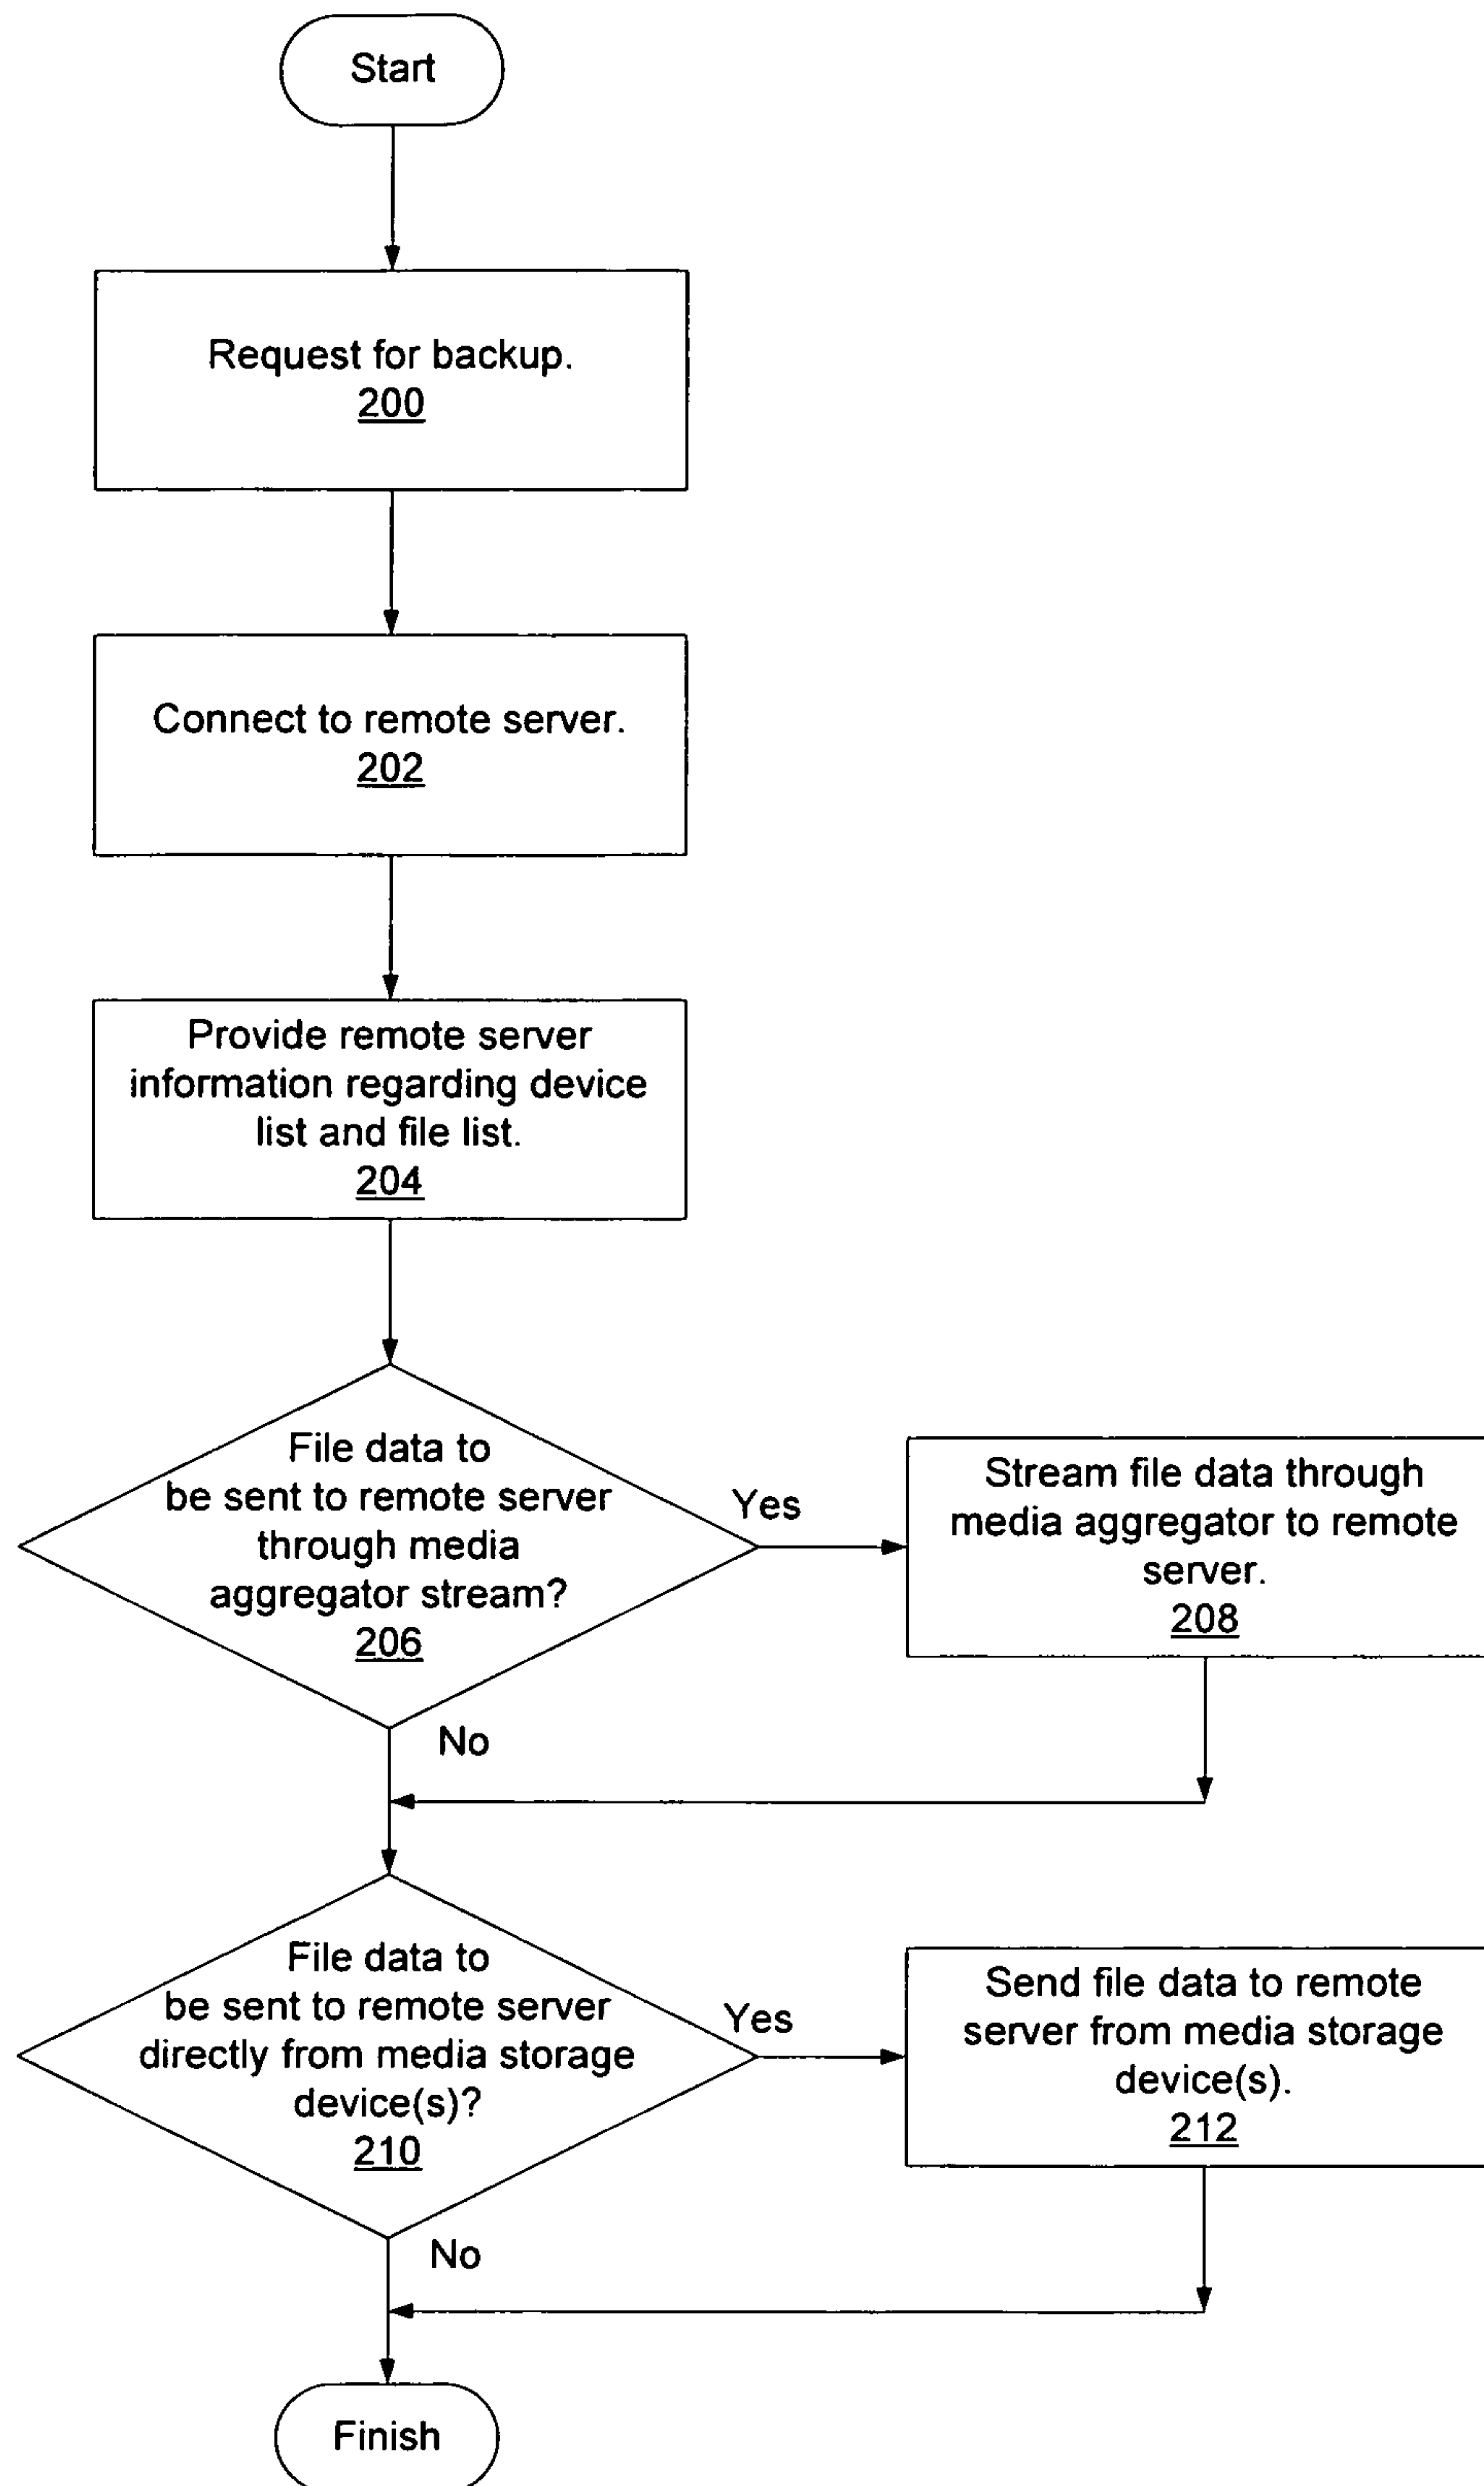 Start
Request for backup.
200
Connect to remote server.
202
Provide remote server
information regarding device
list and file list.
204
File data to
be sent to remote server
through media
aggregator stream?
206
Yes
Stream file data through
media aggregator to remote
server.
208
No
File data to
be sent to remote server
directly from media storage
device(s)?
210
Yes
Send file data to remote
server from media storage
device(s).
212
No
Finish